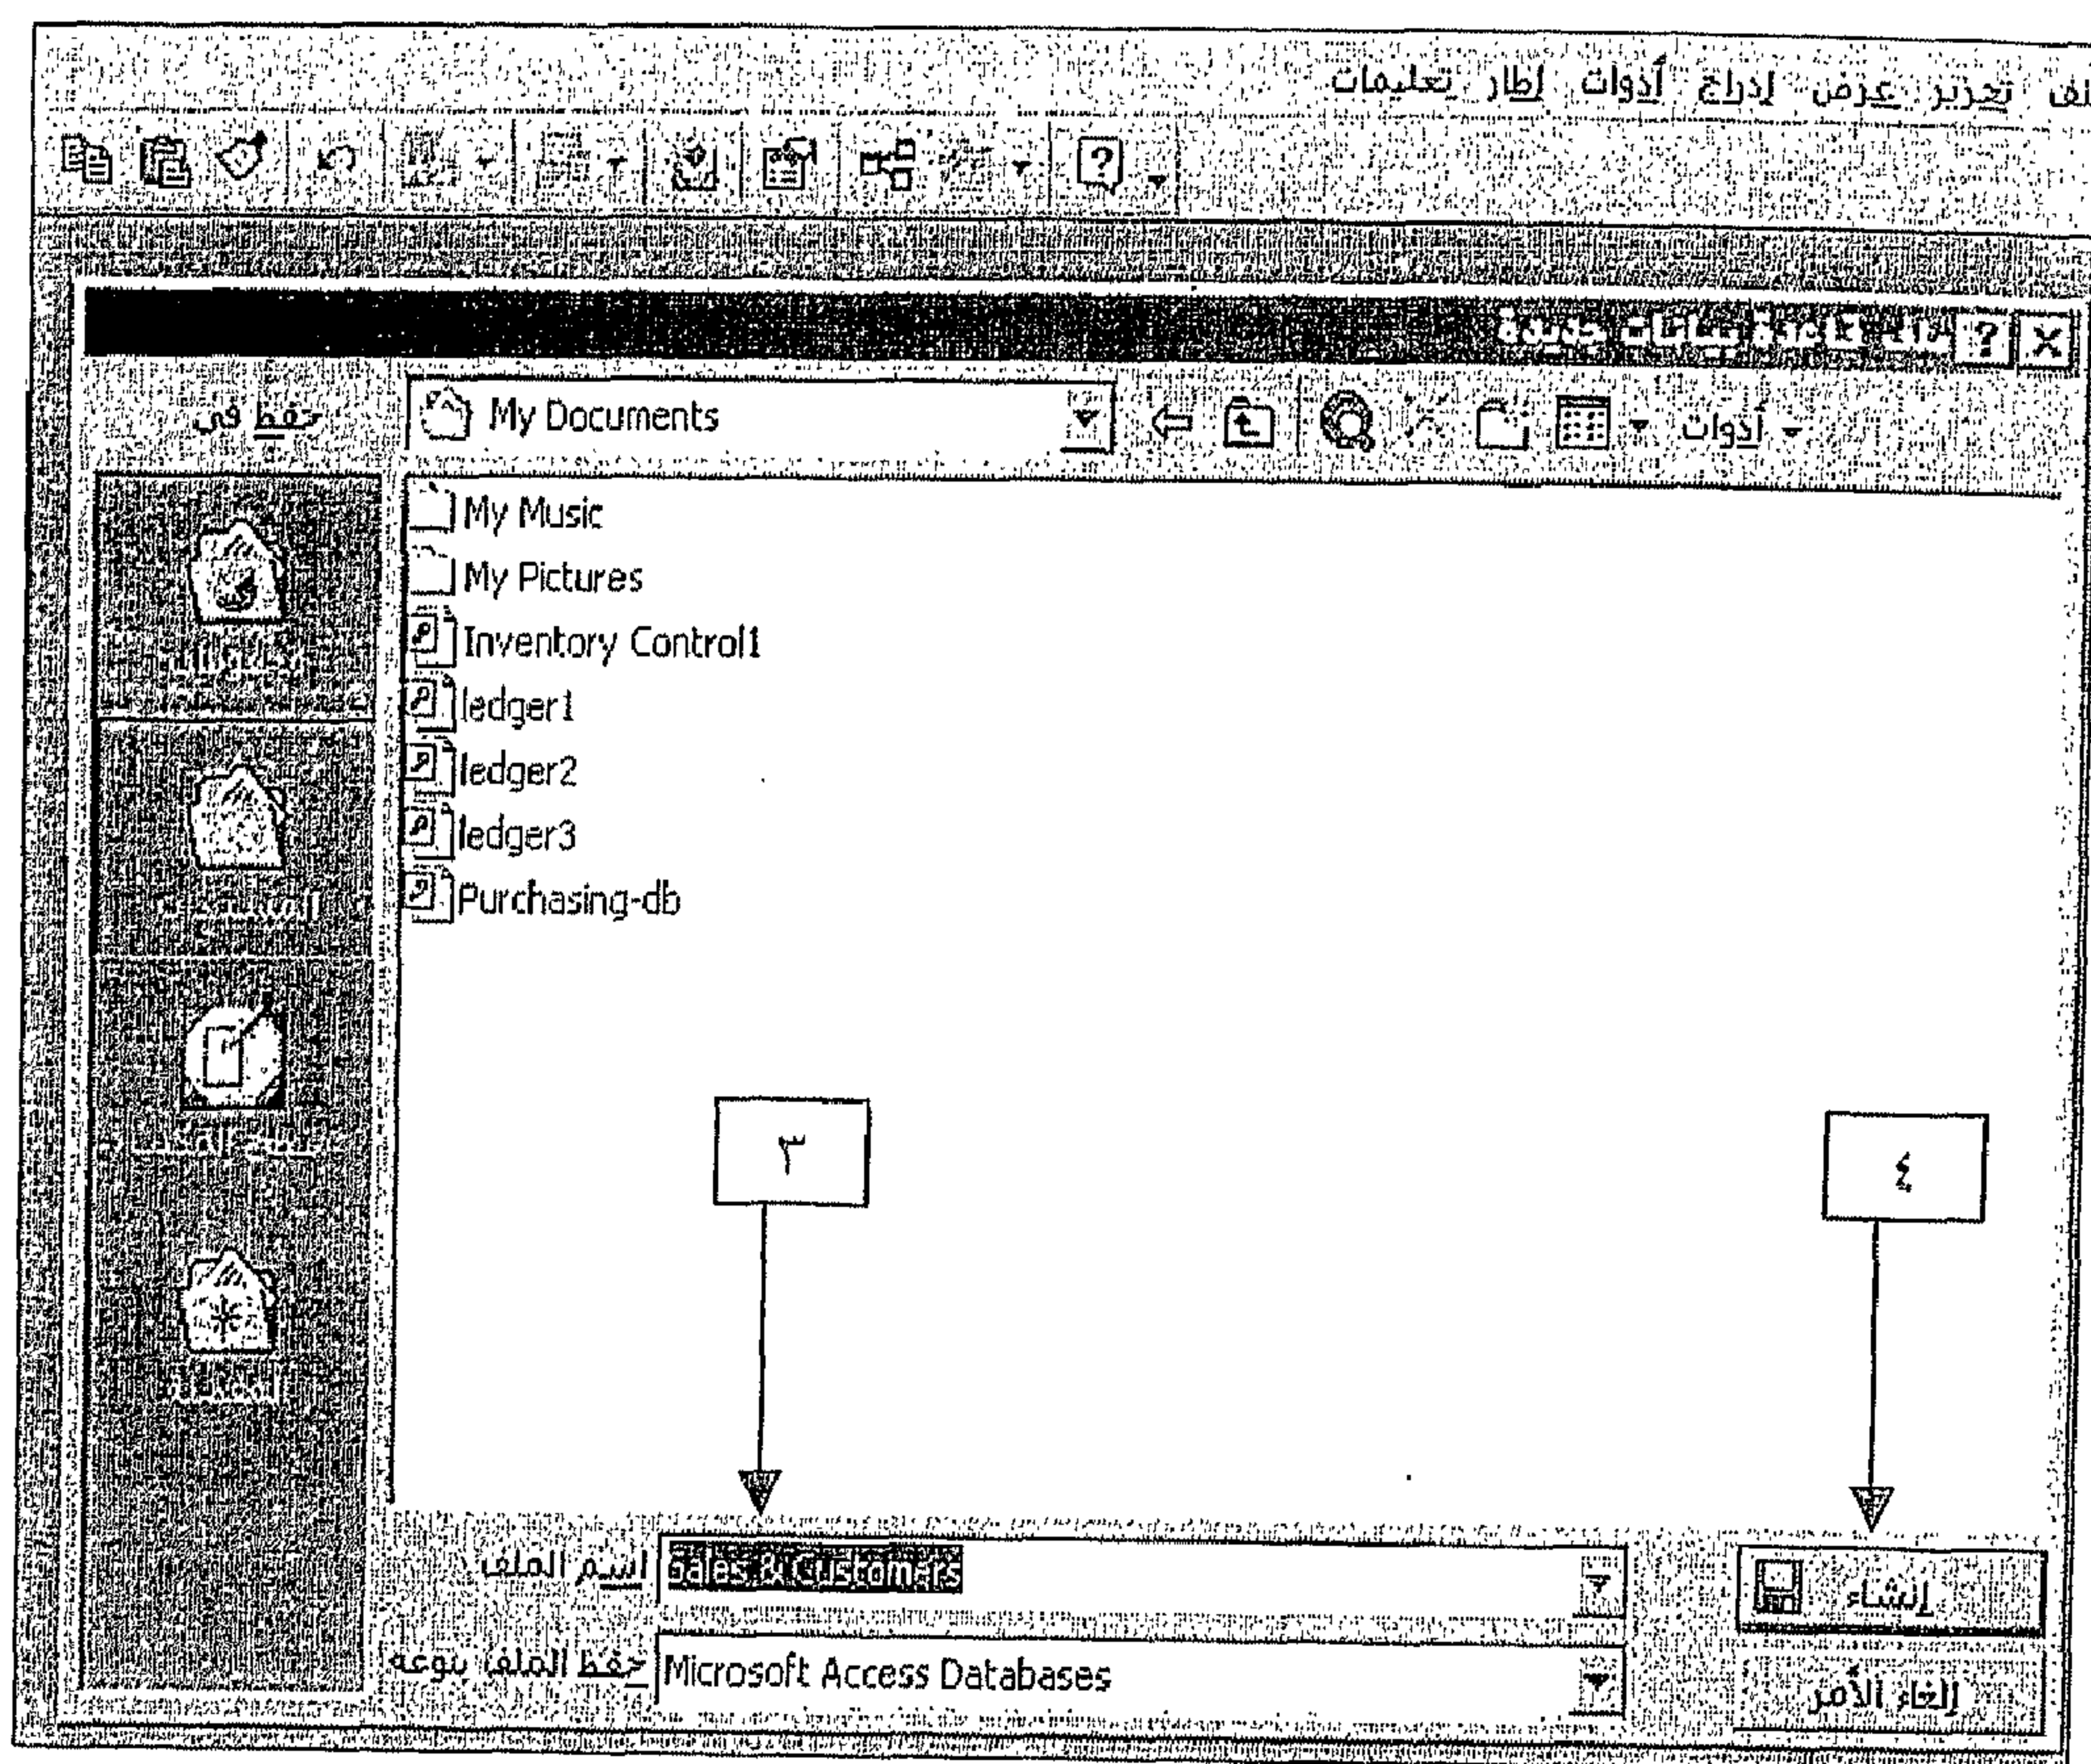 ملف تحرير عرض إدراج أدوات إطار تعليمات
ملف قاعدة بيانات جديدة
حفظ في My Documents أدوات
My Music
My Pictures
Inventory Control1
ledger1
ledger2
ledger3
Purchasing-db
المفضلة
٣
٤
اسم الملف Sales & Customers إنشاء
حفظ الملف بنوعه Microsoft Access Databases إلغاء الأمر